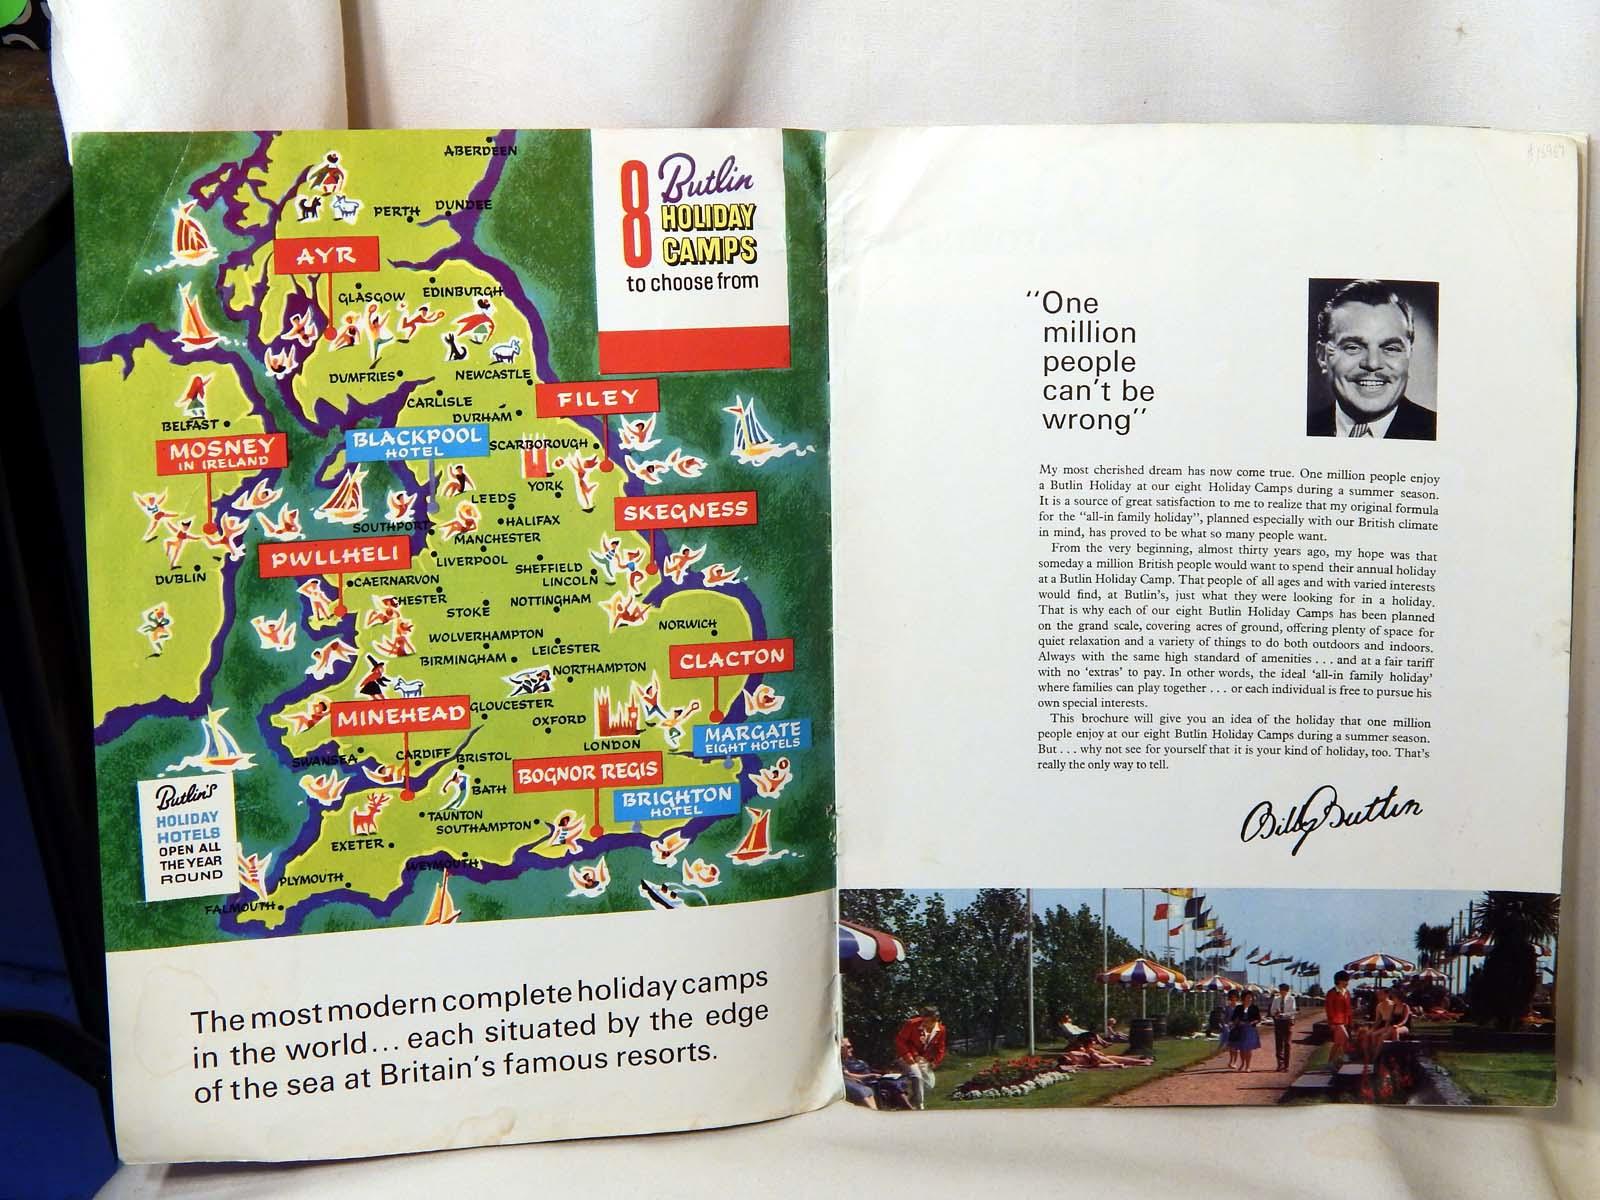 ABERDEEN
8 Butlin
HOLIDAY
CAMPS
to choose from
PERTH
DUNDEE
AYR
GLASGOW
EDINBURGH
DUMFRIES
NEWCASTLE
CARLISLE
DURHAM
FILEY
BELFAST
BLACKPOOL
HOTEL
SCARBOROUGH
MOSNEY
IN IRELAND
YORK
LEEDS
SKEGNESS
SOUTHPORT
HALIFAX
MANCHESTER
PWLLHELI
LIVERPOOL
SHEFFIELD
DUBLIN
CAERNARVON
LINCOLN
CHESTER
STOKE
NOTTINGHAM
NORWICH
WOLVERHAMPTON
LEICESTER
BIRMINGHAM
NORTHAMPTON
CLACTON
MINEHEAD
GLOUCESTER
OXFORD
LONDON
MARGATE
EIGHT HOTELS
SWANSEA
CARDIFF
BRISTOL
BOGNOR REGIS
BATH
BRIGHTON
HOTEL
TAUNTON
SOUTHAMPTON
EXETER
WEYMOUTH
PLYMOUTH
FALMOUTH
Butlin's
HOLIDAY
HOTELS
OPEN ALL
THE YEAR
ROUND
The most modern complete holiday camps
in the world... each situated by the edge
of the sea at Britain's famous resorts.
"One
million
people
can't be
wrong"
My most cherished dream has now come true. One million people enjoy
a Butlin Holiday at our eight Holiday Camps during a summer season.
It is a source of great satisfaction to me to realize that my original formula
for the "all-in family holiday", planned especially with our British climate
in mind, has proved to be what so many people want.
From the very beginning, almost thirty years ago, my hope was that
someday a million British people would want to spend their annual holiday
at a Butlin Holiday Camp. That people of all ages and with varied interests
would find, at Butlin's, just what they were looking for in a holiday.
That is why each of our eight Butlin Holiday Camps has been planned
on the grand scale, covering acres of ground, offering plenty of space for
quiet relaxation and a variety of things to do both outdoors and indoors.
Always with the same high standard of amenities . . . and at a fair tariff
with no 'extras' to pay. In other words, the ideal 'all-in family holiday'
where families can play together . . . or each individual is free to pursue his
own special interests.
This brochure will give you an idea of the holiday that one million
people enjoy at our eight Butlin Holiday Camps during a summer season.
But . . . why not see for yourself that it is your kind of holiday, too. That's
really the only way to tell.
Billy Butlin